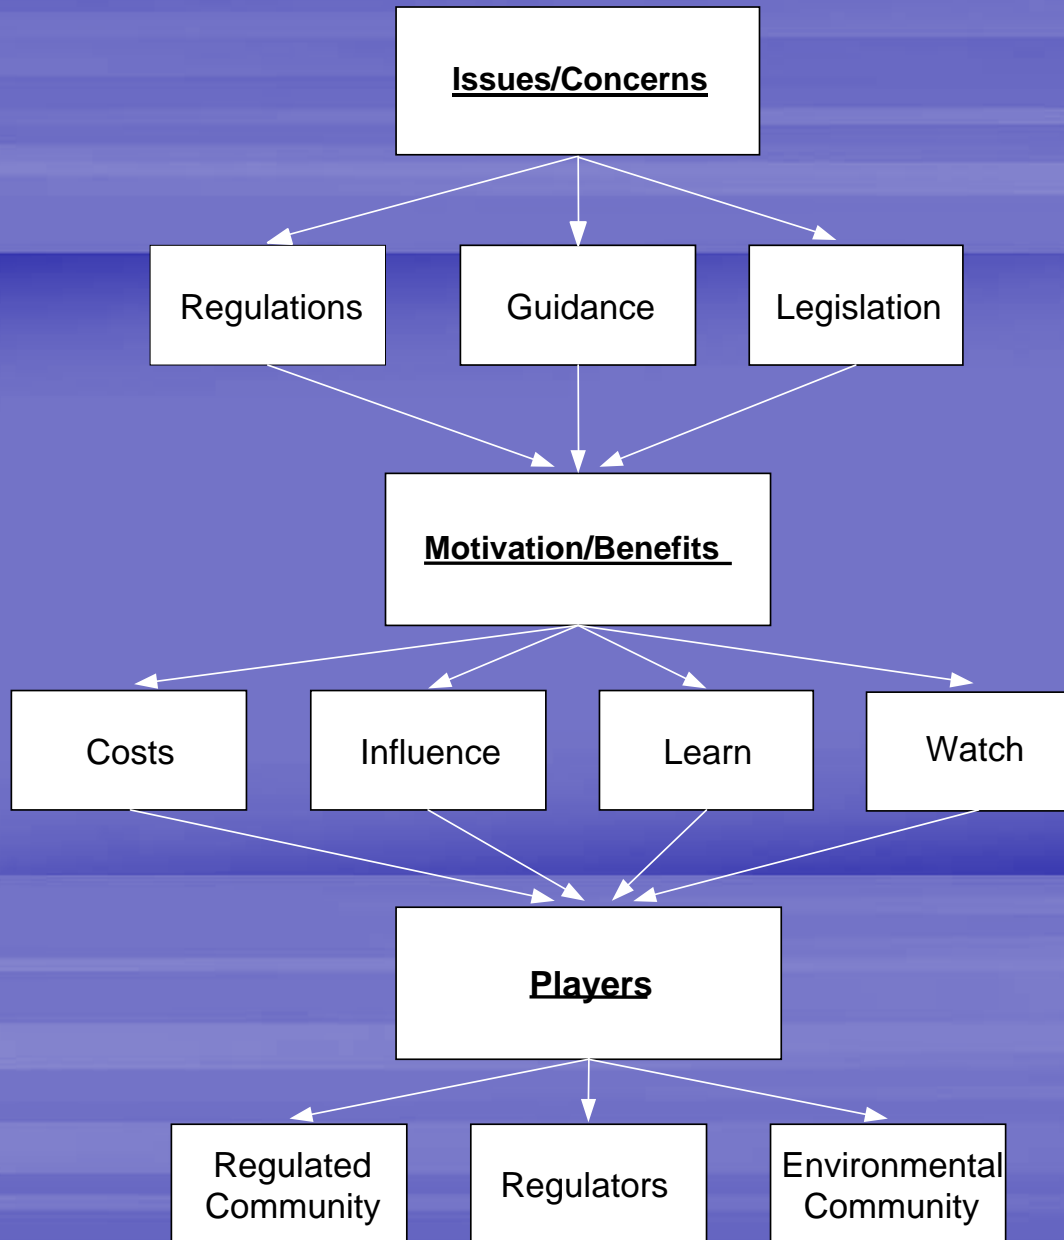 Issues/Concerns
Regulations
Guidance
Legislation
Motivation/Benefits
Costs
Influence
Learn
Watch
Players
Regulated
Community
Regulators
Environmental
Community